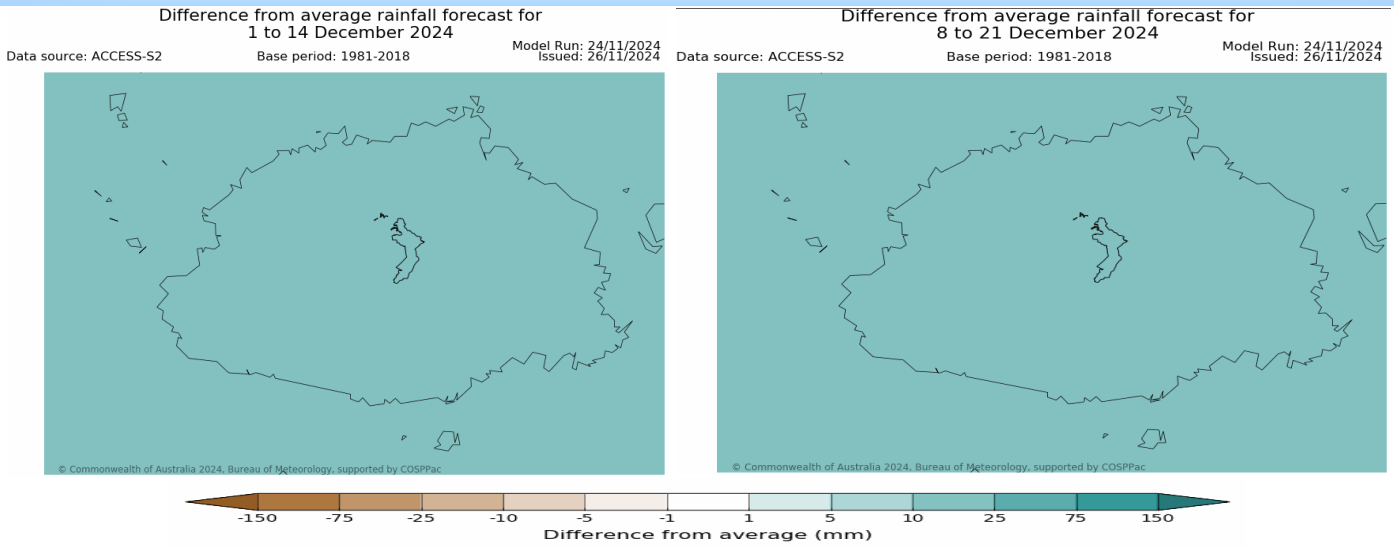 Difference from average rainfall forecast for
1 to 14 December 2024
Model Run: 24/11/2024
Data source: ACCESS-S2 Base period: 1981-2018 Issued: 26/11/2024
© Commonwealth of Australia 2024, Bureau of Meteorology, supported by COSPPac
Difference from average rainfall forecast for
8 to 21 December 2024
Model Run: 24/11/2024
Data source: ACCESS-S2 Base period: 1981-2018 Issued: 26/11/2024
© Commonwealth of Australia 2024, Bureau of Meteorology, supported by COSPPac
-150 -75 -25 -10 -5 -1 1 5 10 25 75 150
Difference from average (mm)